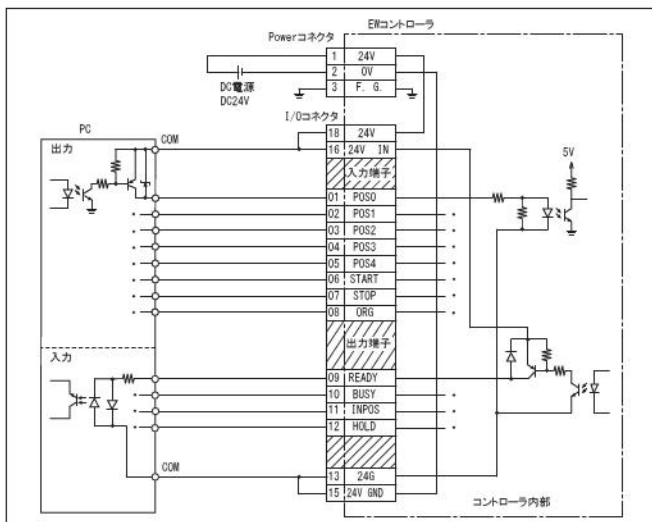 EWコントローラ
Powerコネクタ
1 24V
2 0V
3 F. G.
DC電源
DC24V
I/Oコネクタ
PC
出力
COM
18 24V
16 24V IN
入力端子
5V
01 POS0
02 POS1
03 POS2
04 POS3
05 POS4
06 START
07 STOP
08 ORG
出力端子
入力
09 READY
10 BUSY
11 INPOS
12 HOLD
COM
13 24G
15 24V GND
コントローラ内部